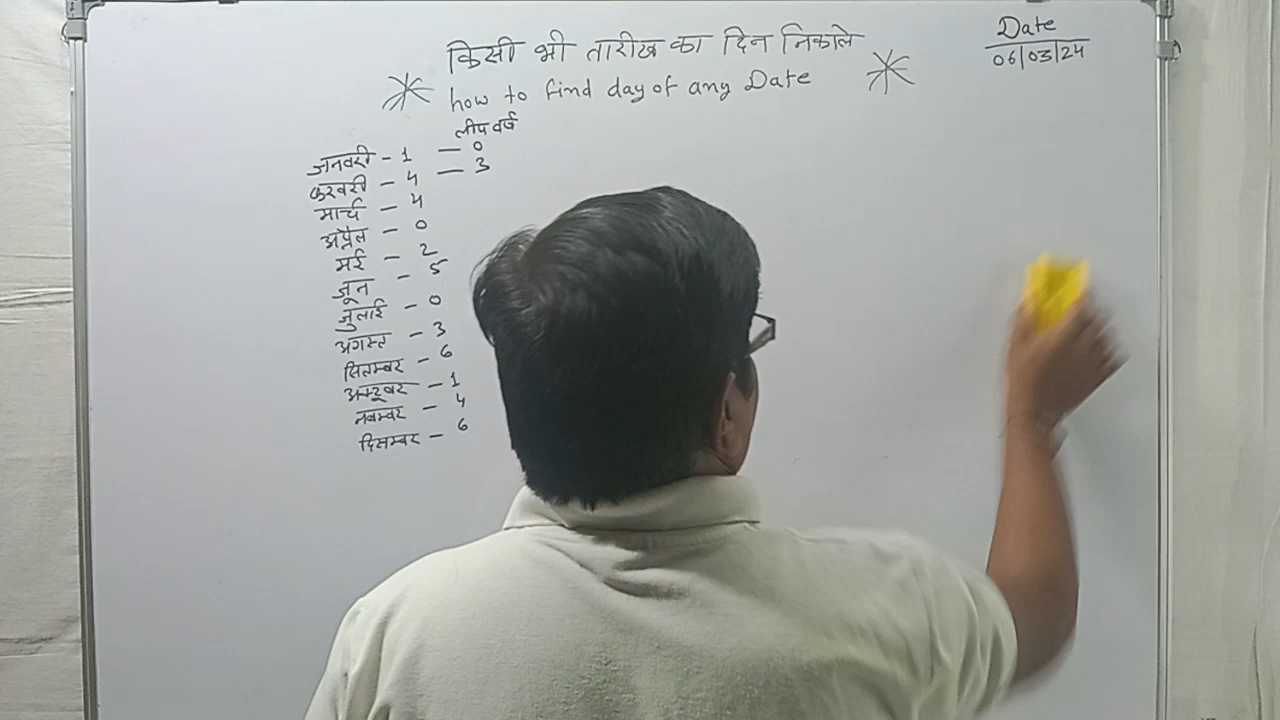 किसी भी तारीख का दिन निकाले
how to find day of any Date
Date
06/03/24
लीप वर्ष
जनवरी - 1 - 0
फरवरी - 4 - 3
मार्च - 4
अप्रैल - 0
मई - 2
जून - 5
जुलाई - 0
अगस्त - 3
सितम्बर - 6
अक्टूबर - 1
नवम्बर - 4
दिसम्बर - 6